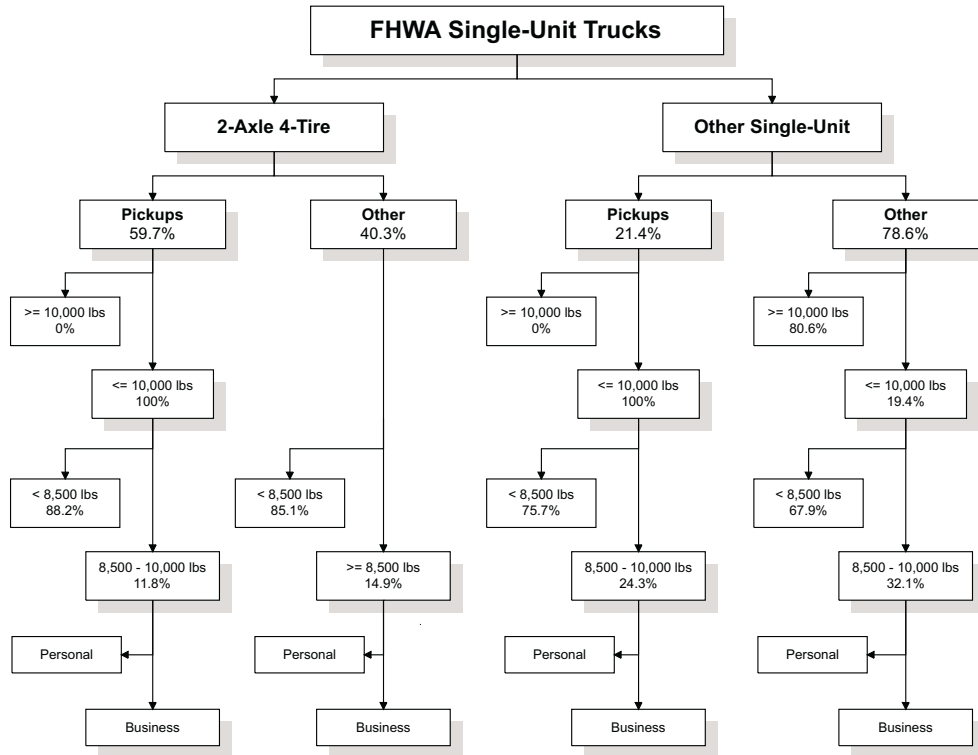 FHWA Single-Unit Trucks
2-Axle 4-Tire
Other Single-Unit
Pickups
59.7%
Other
40.3%
Pickups
21.4%
Other
78.6%
>= 10,000 lbs
0%
>= 10,000 lbs
0%
>= 10,000 lbs
80.6%
<= 10,000 lbs
100%
<= 10,000 lbs
100%
<= 10,000 lbs
19.4%
< 8,500 lbs
88.2%
< 8,500 lbs
85.1%
< 8,500 lbs
75.7%
< 8,500 lbs
67.9%
8,500 - 10,000 lbs
11.8%
>= 8,500 lbs
14.9%
8,500 - 10,000 lbs
24.3%
8,500 - 10,000 lbs
32.1%
Personal
Personal
Personal
Personal
Business
Business
Business
Business